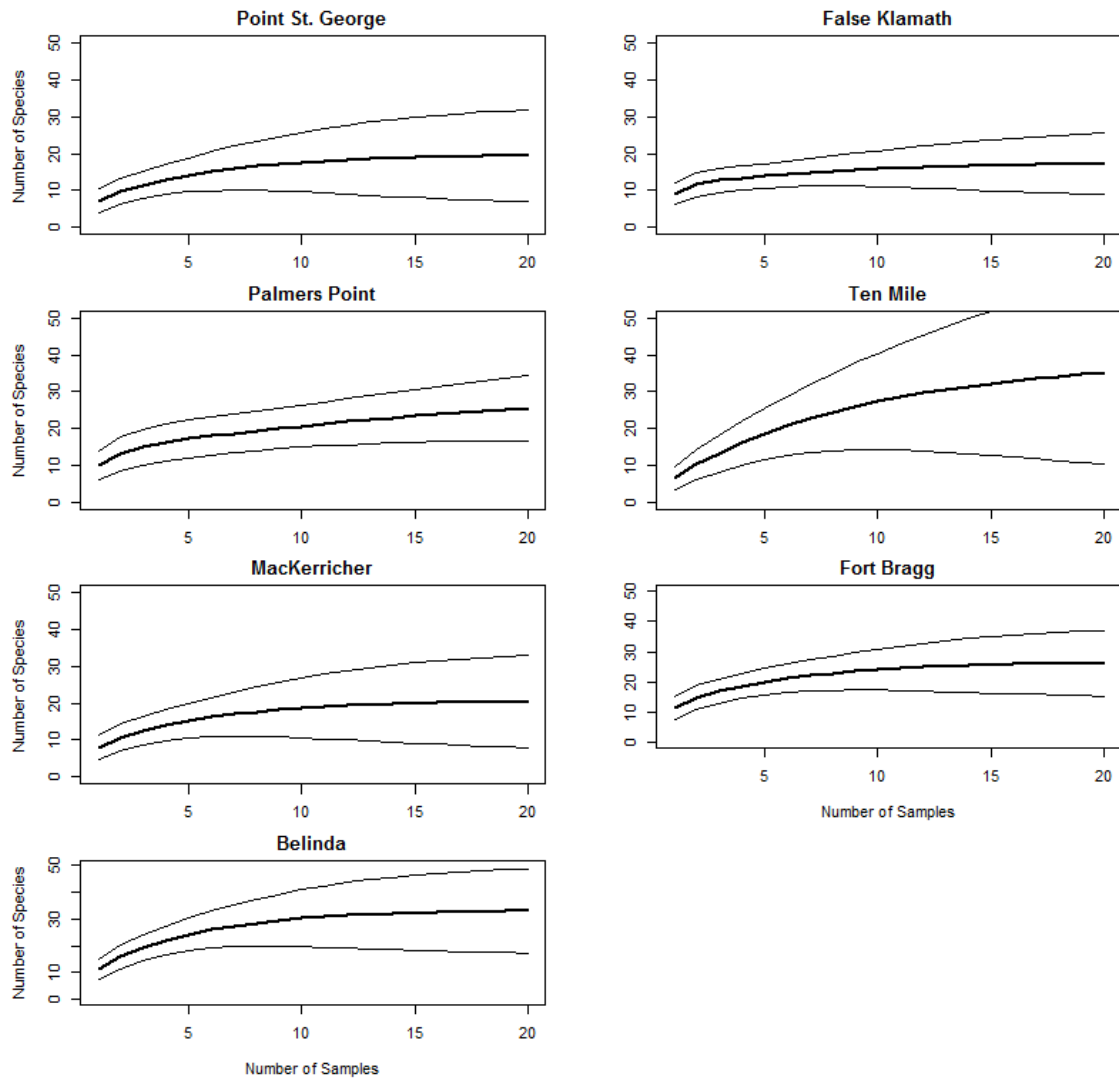 Point St. George
Number of Species
50
40
30
20
10
0
5 10 15 20
False Klamath
50
40
30
20
10
0
5 10 15 20
Palmers Point
Number of Species
50
40
30
20
10
0
5 10 15 20
Ten Mile
50
40
30
20
10
0
5 10 15 20
MacKerricher
Number of Species
50
40
30
20
10
0
5 10 15 20
Fort Bragg
50
40
30
20
10
0
5 10 15 20
Number of Samples
Belinda
Number of Species
50
30
10
0
5 10 15 20
Number of Samples